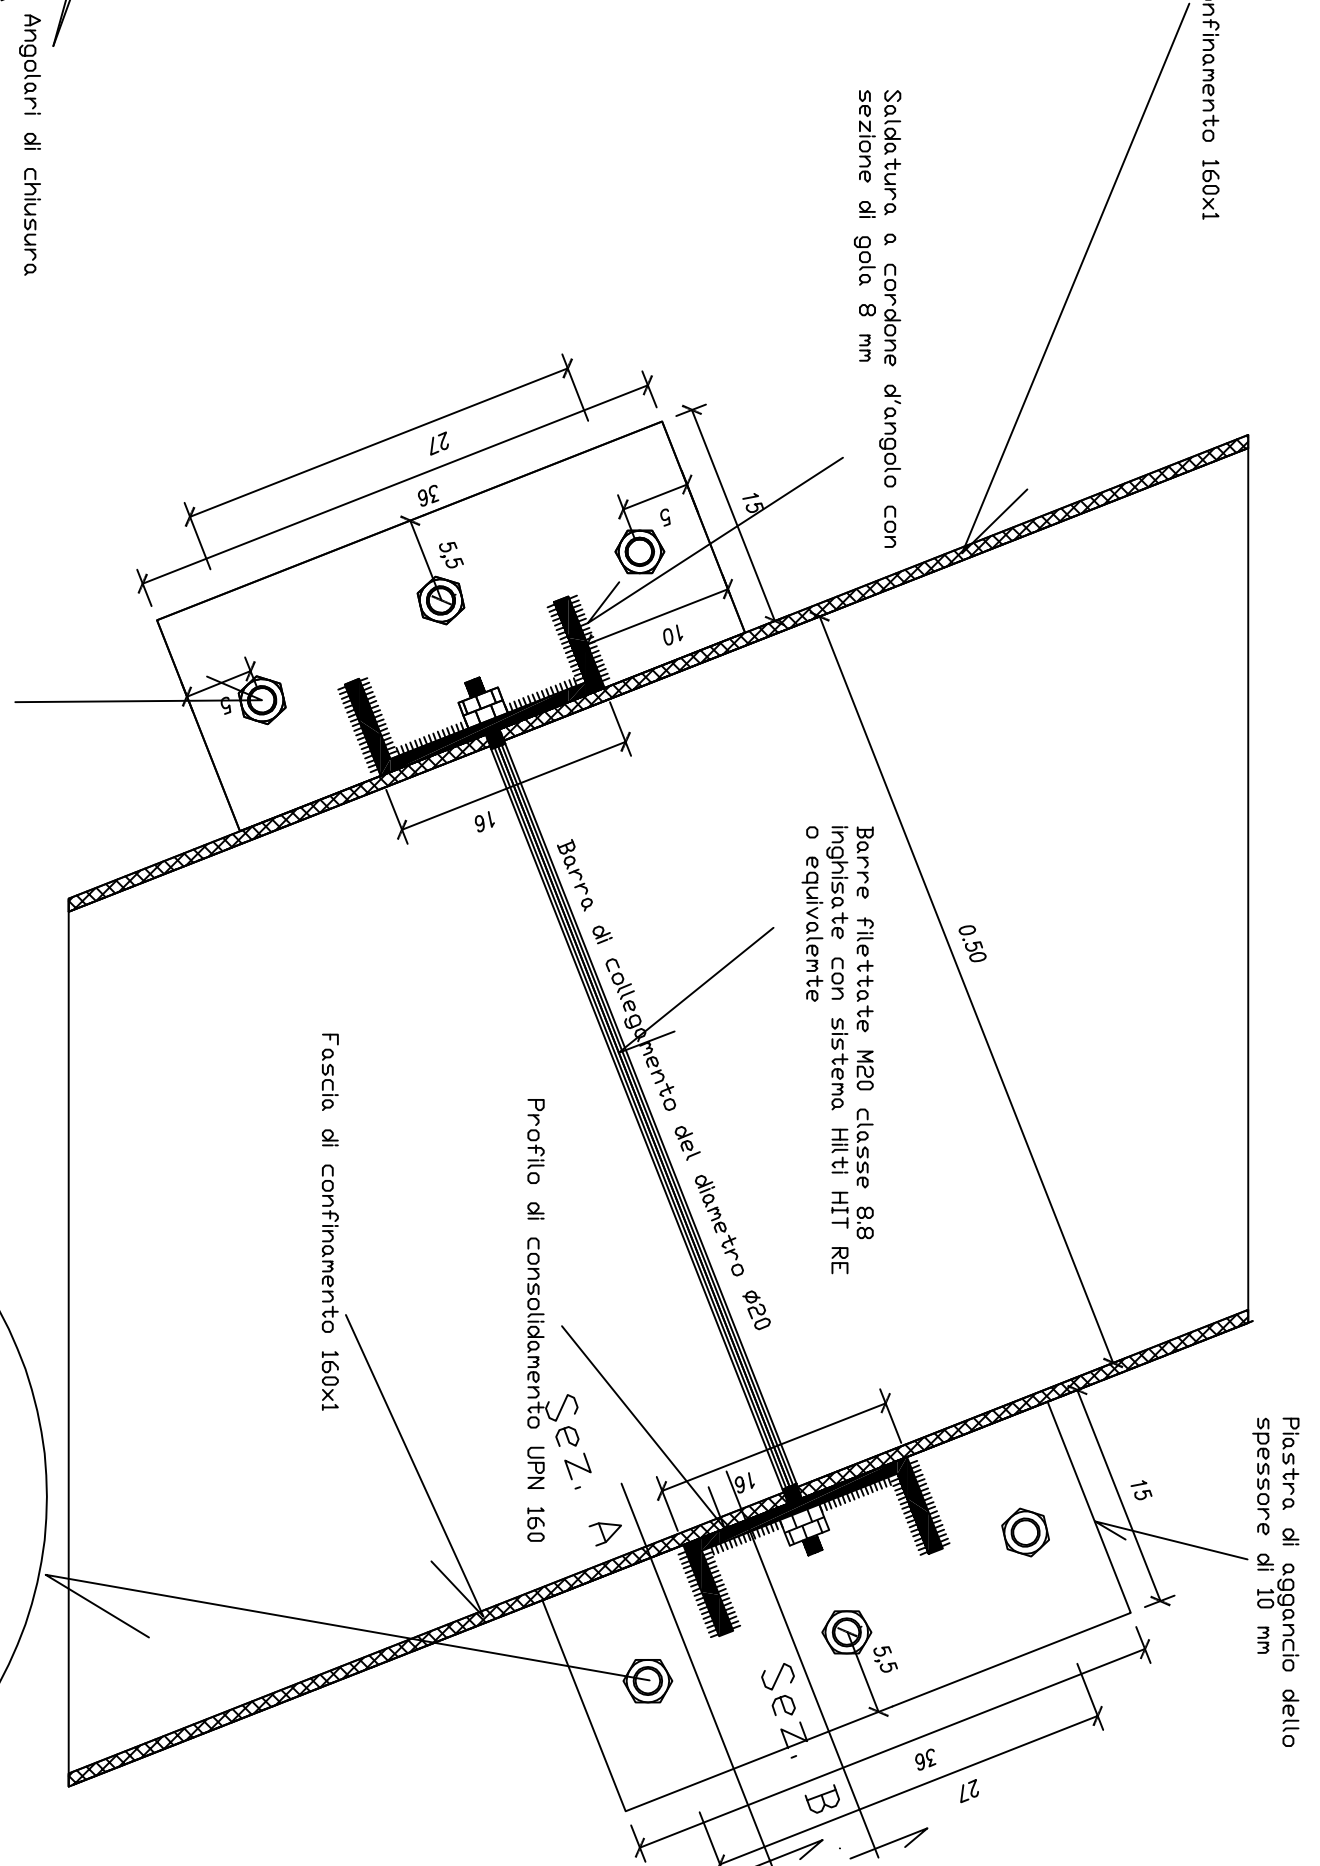 Angolari di chiusura
nfinamento 160x1
Saldatura a cordone d'angolo con
sezione di gola 8 mm
27
36
15
5
5,5
10
5
16
0.50
Barre filettate M20 classe 8.8
inghisate con sistema Hilti HIT RE
o equivalemte
Barra di collegamento del diametro ø20
Profilo di consolidamento UPN 160
Fascia di confinamento 160x1
Piastra di aggancio dello
spessore di 10 mm
15
16
Sez. A
5,5
Sez. B
36
27